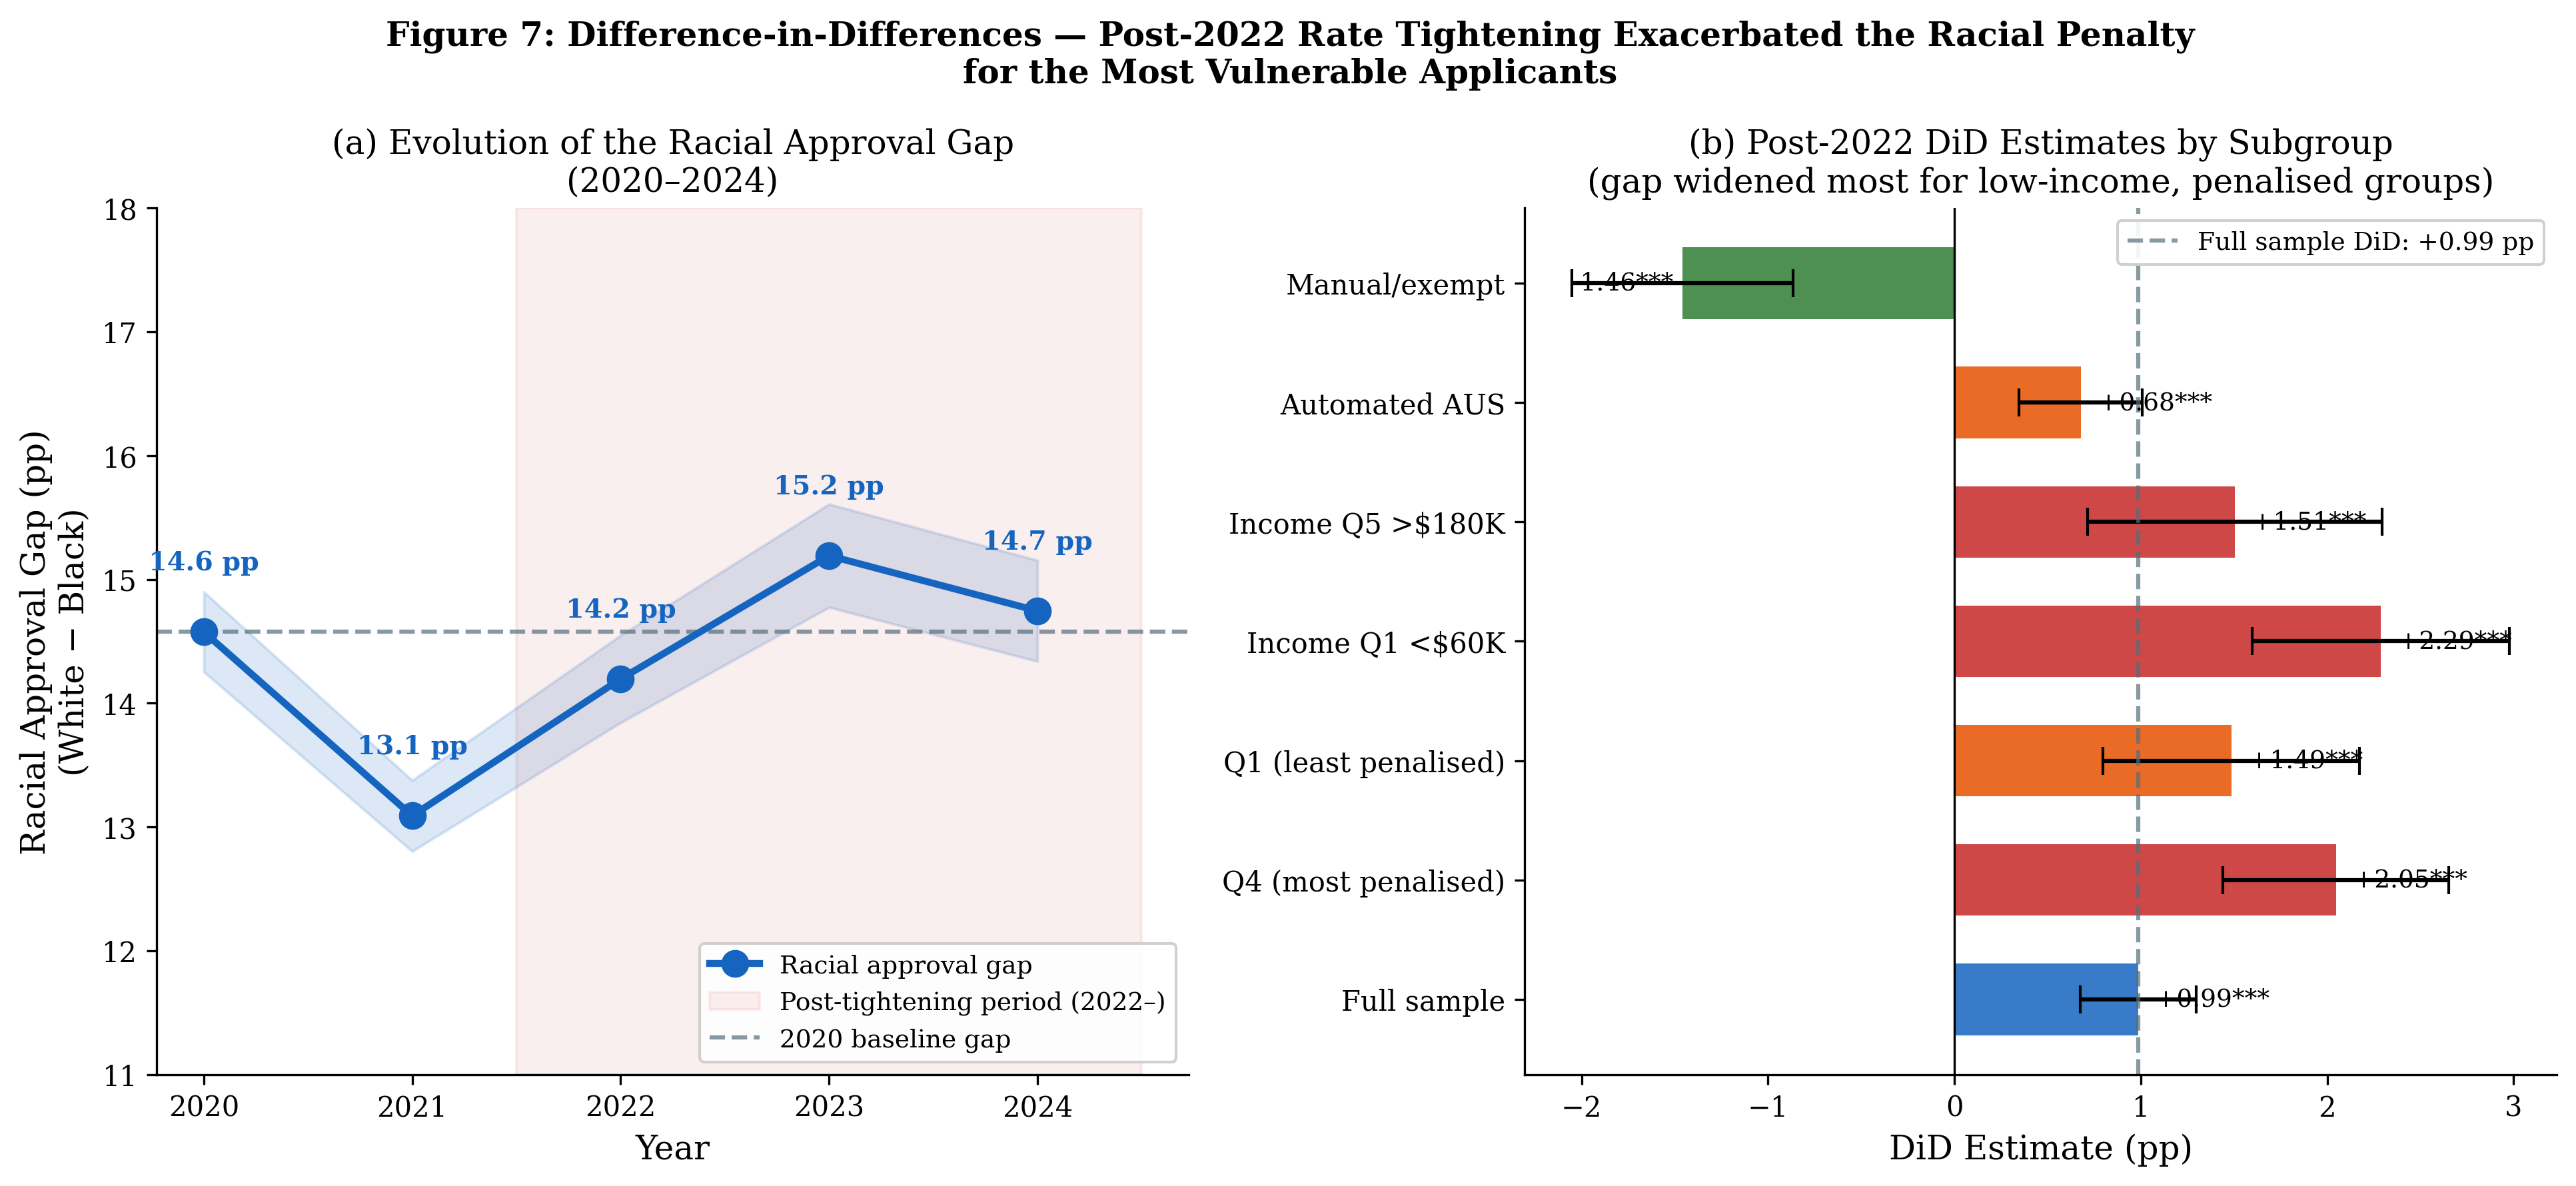 Figure 7: Difference-in-Differences — Post-2022 Rate Tightening Exacerbated the Racial Penalty
for the Most Vulnerable Applicants
(a) Evolution of the Racial Approval Gap
(2020–2024)
Racial Approval Gap (pp)
(White − Black)
18
17
16
15
14
13
12
11
14.6 pp
13.1 pp
14.2 pp
15.2 pp
14.7 pp
Racial approval gap
Post-tightening period (2022–)
2020 baseline gap
2020
2021
2022
2023
2024
Year
(b) Post-2022 DiD Estimates by Subgroup
(gap widened most for low-income, penalised groups)
Full sample DiD: +0.99 pp
Manual/exempt
−1.46***
Automated AUS
+0.68***
Income Q5 >$180K
+1.51***
Income Q1 <$60K
+2.29***
Q1 (least penalised)
+1.49***
Q4 (most penalised)
+2.05***
Full sample
+0.99***
−2
−1
0
1
2
3
DiD Estimate (pp)